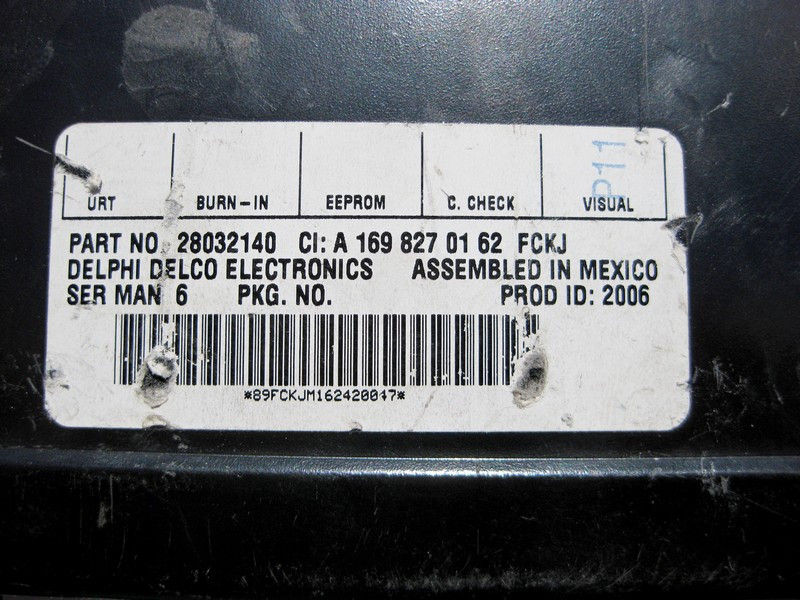 P11
URT BURN-IN EEPROM C. CHECK VISUAL
PART NO 28032140 CI: A 169 827 01 62 FCKJ
DELPHI DELCO ELECTRONICS ASSEMBLED IN MEXICO
SER MAN 6 PKG. NO. PROD ID: 2006
*89FCKJM162420047*